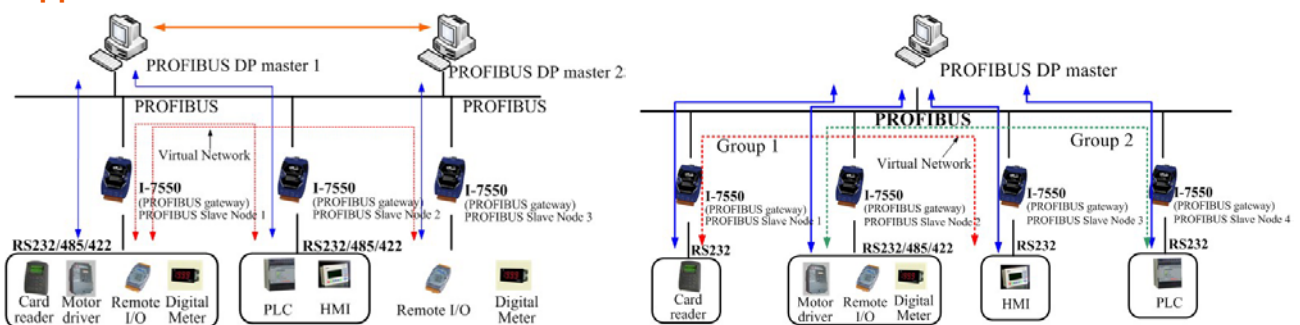 PROFIBUS DP master 1
PROFIBUS DP master 2
PROFIBUS
PROFIBUS
Virtual Network
I-7550
(PROFIBUS gateway)
PROFIBUS Slave Node 1
I-7550
(PROFIBUS gateway)
PROFIBUS Slave Node 2
I-7550
(PROFIBUS gateway)
PROFIBUS Slave Node 3
RS232/485/422
RS232/485/422
Card
reader
Motor
driver
Remote
I/O
Digital
Meter
PLC
HMI
Remote I/O
Digital
Meter
PROFIBUS DP master
PROFIBUS
Group 1
Group 2
Virtual Network
I-7550
(PROFIBUS gateway)
PROFIBUS Slave Node 1
I-7550
(PROFIBUS gateway)
PROFIBUS Slave Node 2
I-7550
(PROFIBUS gateway)
PROFIBUS Slave Node 3
I-7550
(PROFIBUS gateway)
PROFIBUS Slave Node 4
RS232
RS232/485/422
RS232
RS232
Card
reader
Motor
driver
Remote
I/O
Digital
Meter
HMI
PLC